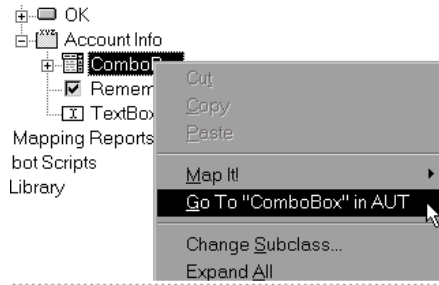 OK
XYZ
Account Info
ComboB
Cut
Remem
Copy
TextBox
Paste
Mapping Reports
bot Scripts
Map It!
Library
Go To "ComboBox" in AUT
Change Subclass...
Expand All